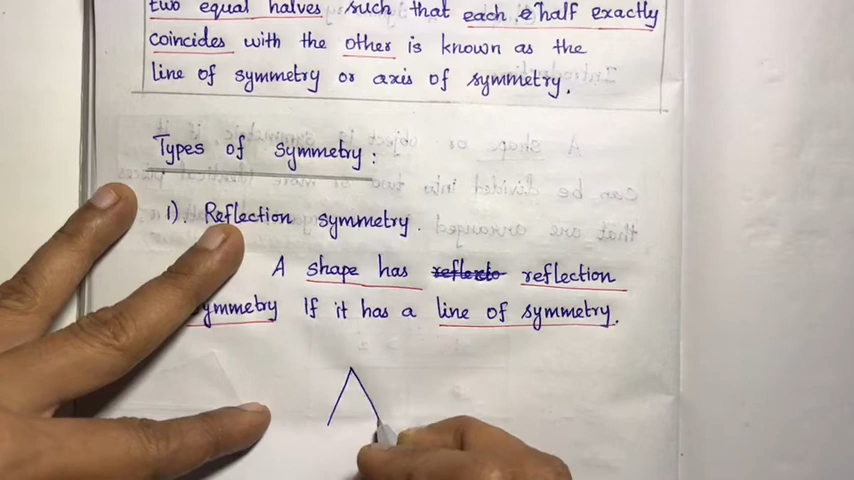 two equal halves such that each e half exactly
coincides with the other is known as the
line of symmetry or axis of symmetry.
Types of symmetry:
1) Reflection symmetry.
A shape has reflecto reflection
symmetry If it has a line of symmetry.